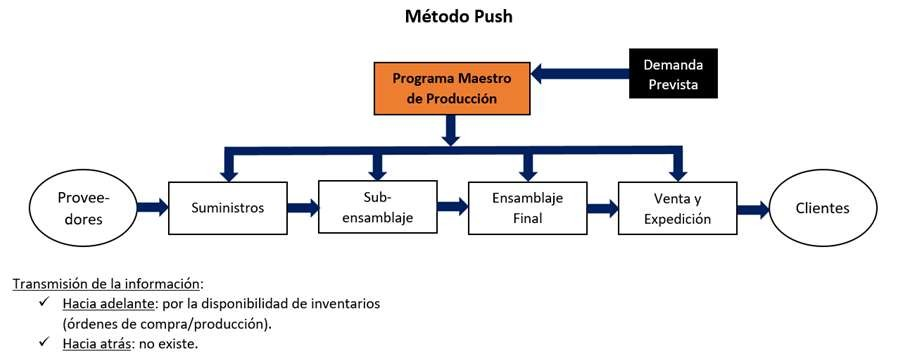 Método Push
Demanda
Prevista
Programa Maestro
de Producción
Provee-
dores
Suministros
Sub-
ensamblaje
Ensamblaje
Final
Venta y
Expedición
Clientes
Transmisión de la información:
✓ Hacia adelante: por la disponibilidad de inventarios
(órdenes de compra/producción).
✓ Hacia atrás: no existe.